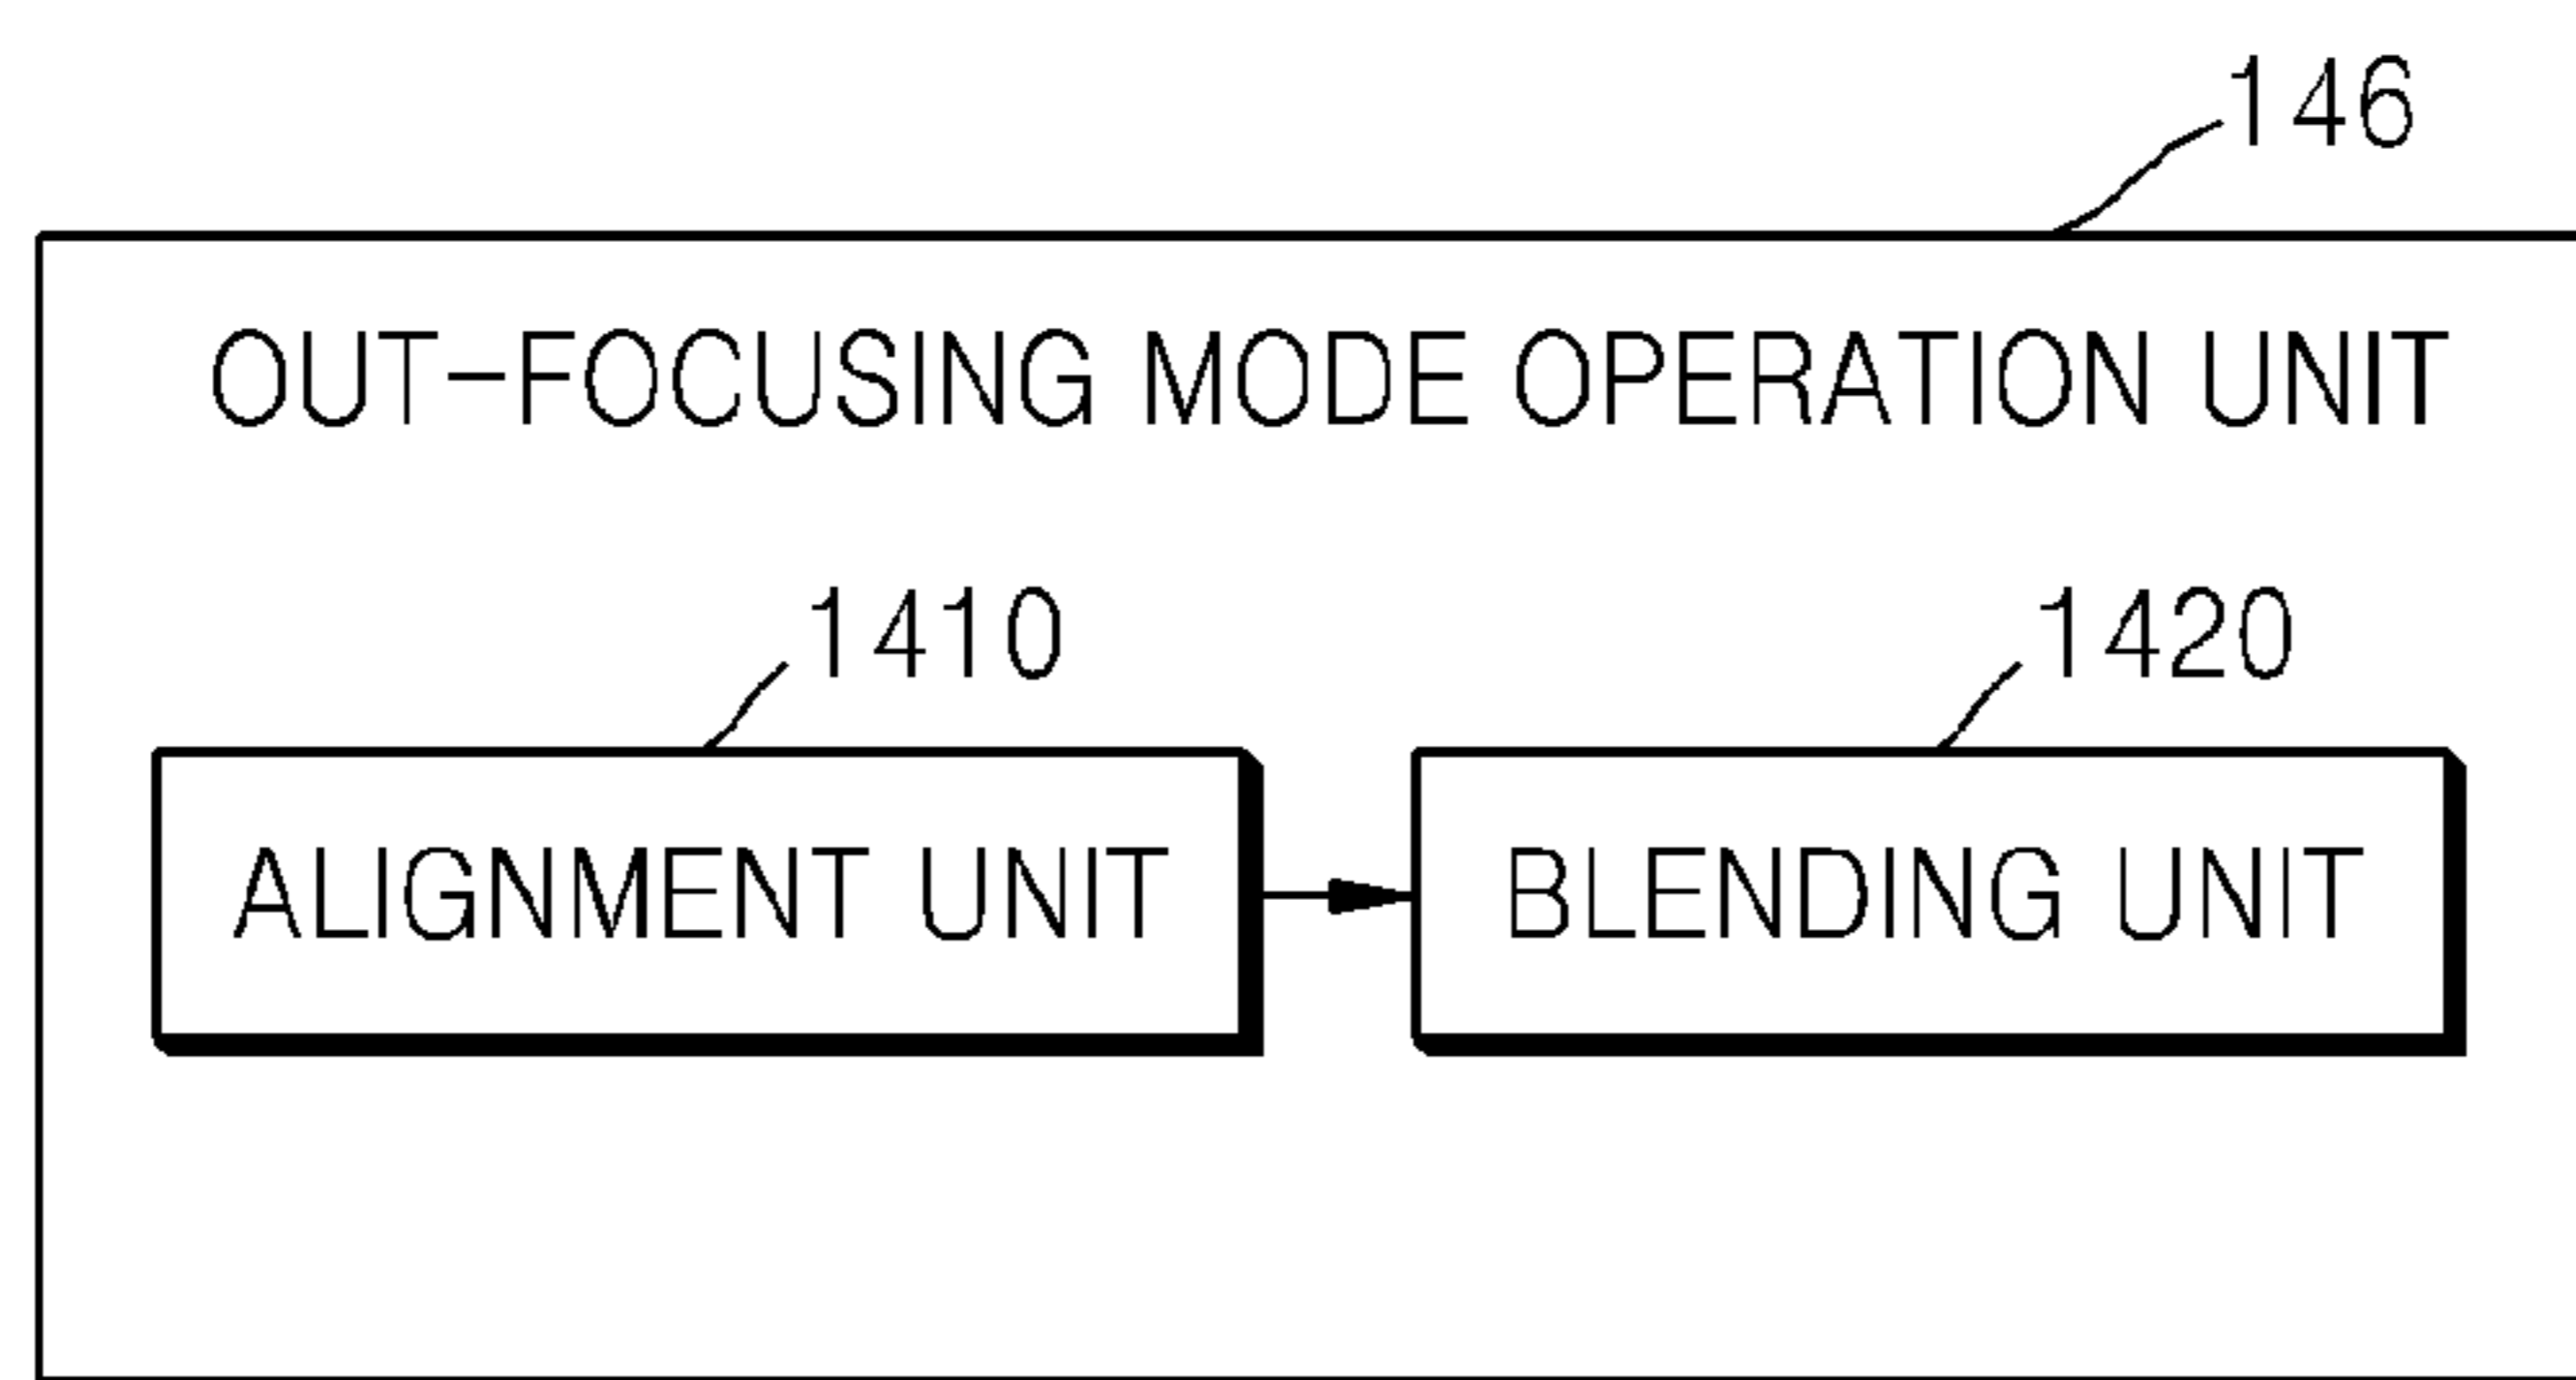 146
OUT-FOCUSING MODE OPERATION UNIT
1410
1420
ALIGNMENT UNIT
BLENDING UNIT